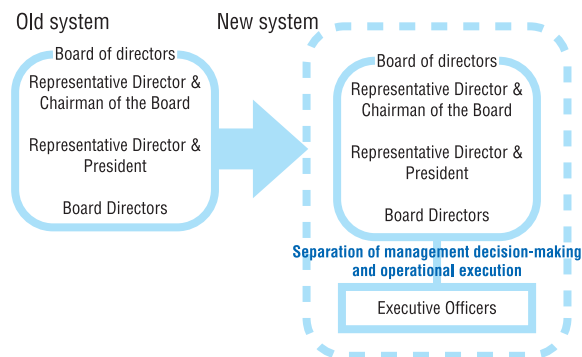 Old system
Board of directors
Representative Director &
Chairman of the Board
Representative Director &
President
Board Directors
New system
Board of directors
Representative Director &
Chairman of the Board
Representative Director &
President
Board Directors
Separation of management decision-making
and operational execution
Executive Officers